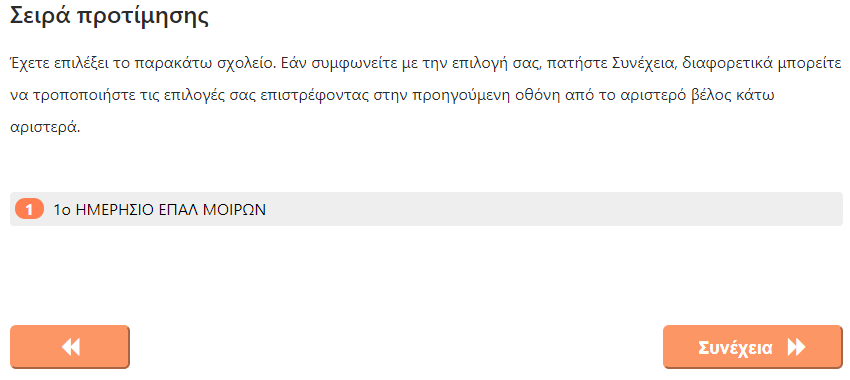 Σειρά προτίμησης
Έχετε επιλέξει το παρακάτω σχολείο. Εάν συμφωνείτε με την επιλογή σας, πατήστε Συνέχεια, διαφορετικά μπορείτε
να τροποποιήστε τις επιλογές σας επιστρέφοντας στην προηγούμενη οθόνη από το αριστερό βέλος κάτω
αριστερά.
1 1ο ΗΜΕΡΗΣΙΟ ΕΠΑΛ ΜΟΙΡΩΝ
Συνέχεια